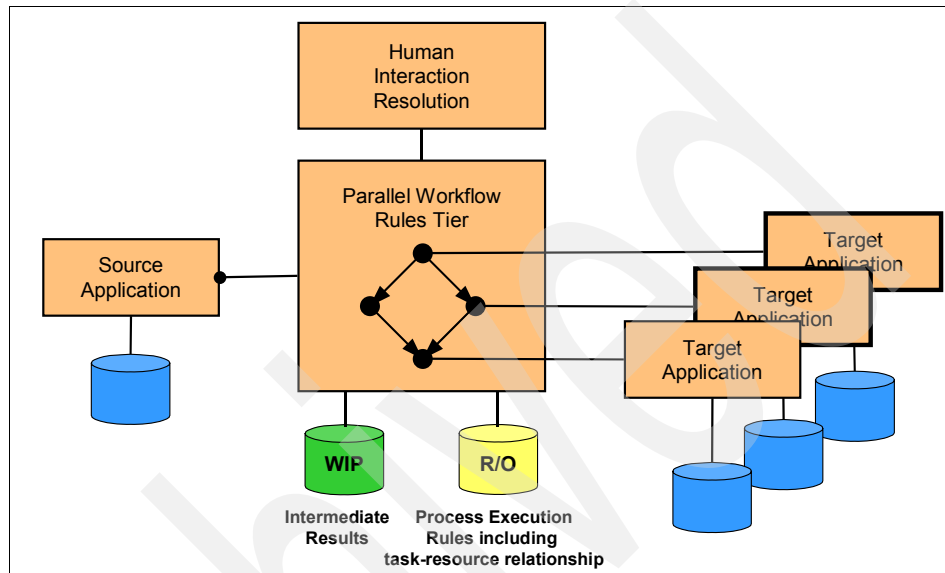 Human
Interaction
Resolution
Parallel Workflow
Rules Tier
Source
Application
Target
Application
Target
Application
Target
Application
WIP
R/O
Intermediate
Results
Process Execution
Rules including
task-resource relationship
hived